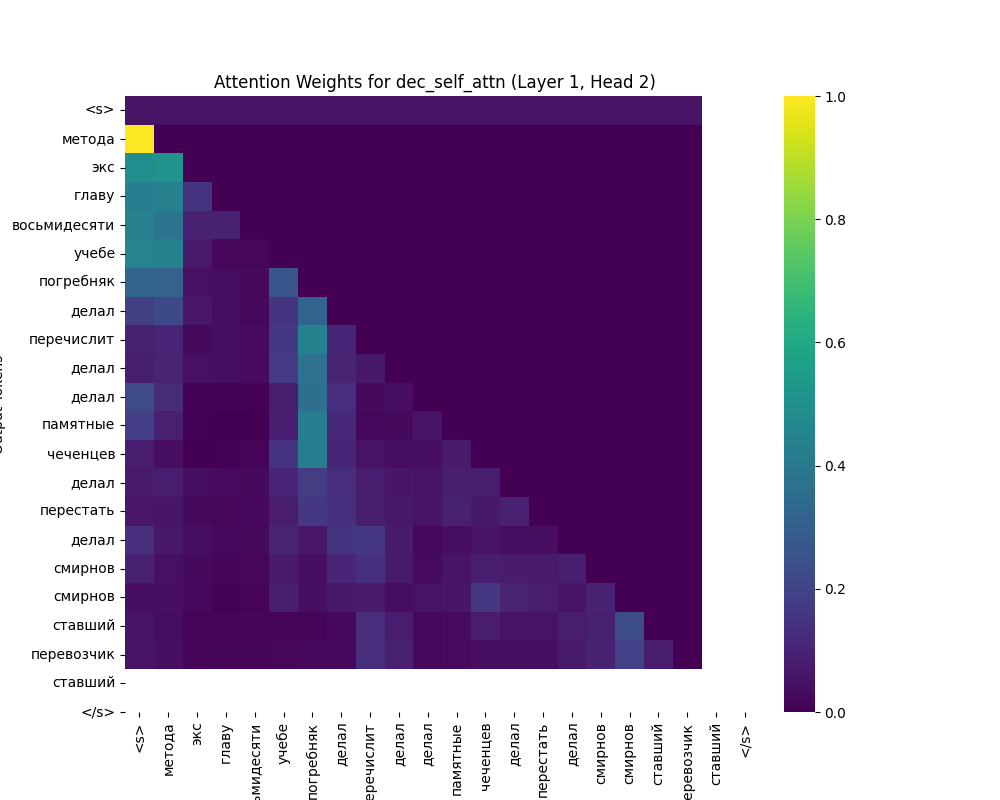 Attention Weights for dec_self_attn (Layer 1, Head 2)
<s>
метода
экс
главу
восьмидесяти
учебе
погребняк
делал
перечислит
делал
делал
памятные
чеченцев
делал
перестать
делал
смирнов
смирнов
ставший
перевозчик
ставший
</s>
<s>
метода
экс
главу
ьмидесяти
учебе
погребняк
делал
еречислит
делал
делал
памятные
чеченцев
делал
перестать
делал
смирнов
смирнов
ставший
еревозчик
ставший
</s>
1.0
0.8
0.6
0.4
0.2
0.0